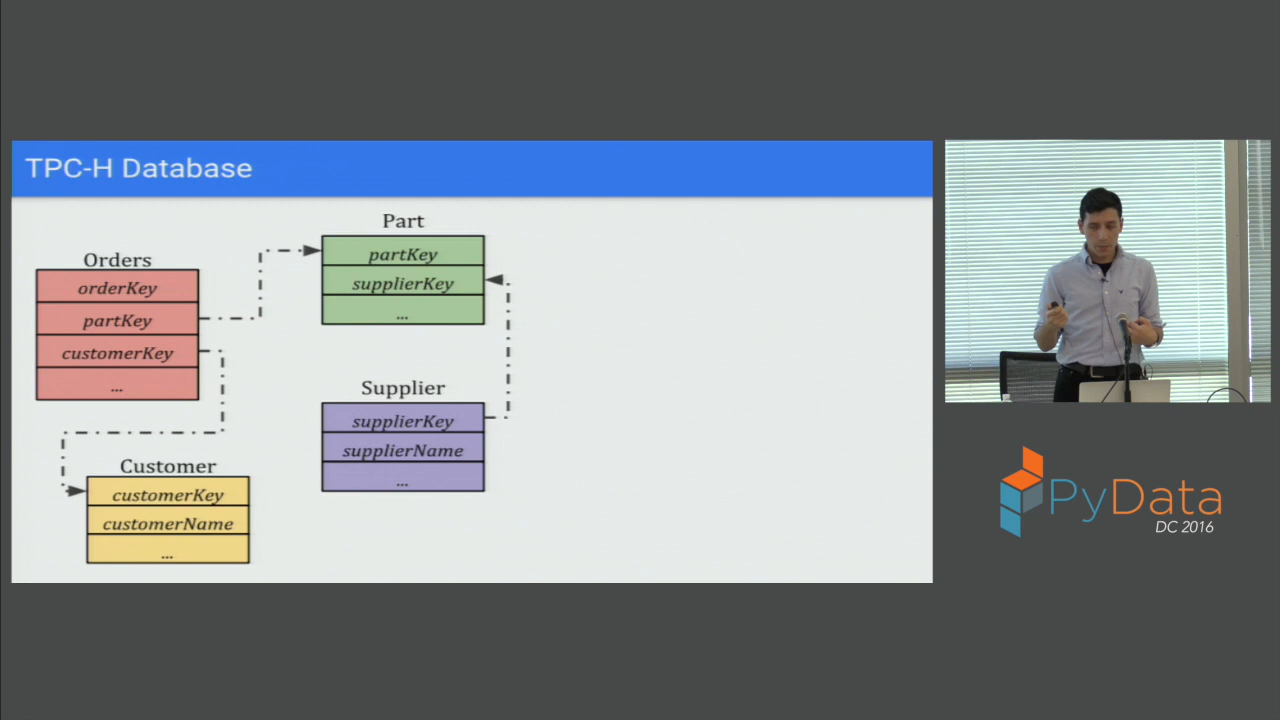 TPC-H Database
Orders
orderKey
partKey
customerKey
...
Part
partKey
supplierKey
...
Supplier
supplierKey
supplierName
...
Customer
customerKey
customerName
...
PyData
DC 2016